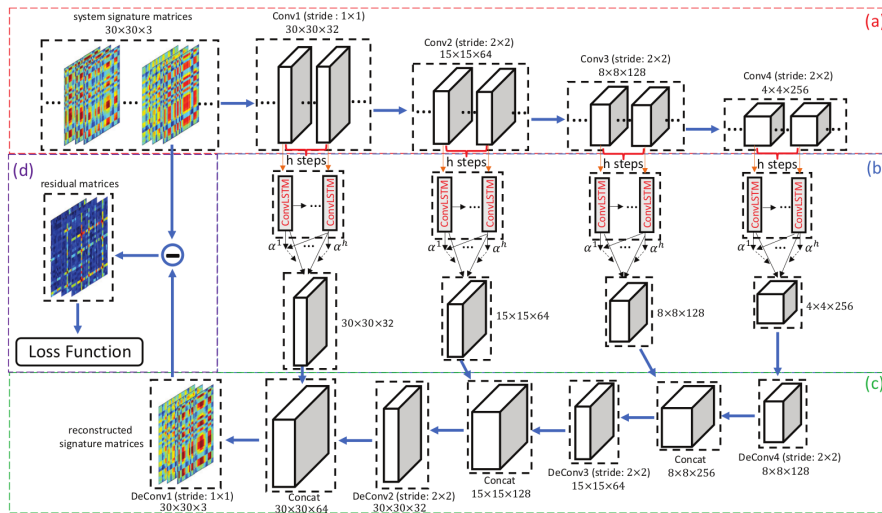 system signature matrices
30×30×3
Conv1 (stride : 1×1)
30×30×32
Conv2 (stride: 2×2)
15×15×64
Conv3 (stride: 2×2)
8×8×128
Conv4 (stride: 2×2)
4×4×256
(a)
h steps
h steps
h steps
h steps
(d)
(b)
residual matrices
ConvLSTM
...
ConvLSTM
ConvLSTM
...
ConvLSTM
ConvLSTM
...
ConvLSTM
ConvLSTM
...
ConvLSTM
α¹ ... αʰ
α¹ ... αʰ
α¹ ... αʰ
α¹ ... αʰ
30×30×32
15×15×64
8×8×128
4×4×256
Loss Function
(c)
reconstructed
signature matrices
DeConv1 (stride: 1×1)
30×30×3
Concat
30×30×64
DeConv2 (stride: 2×2)
30×30×32
Concat
15×15×128
DeConv3 (stride: 2×2)
15×15×64
Concat
8×8×256
DeConv4 (stride: 2×2)
8×8×128